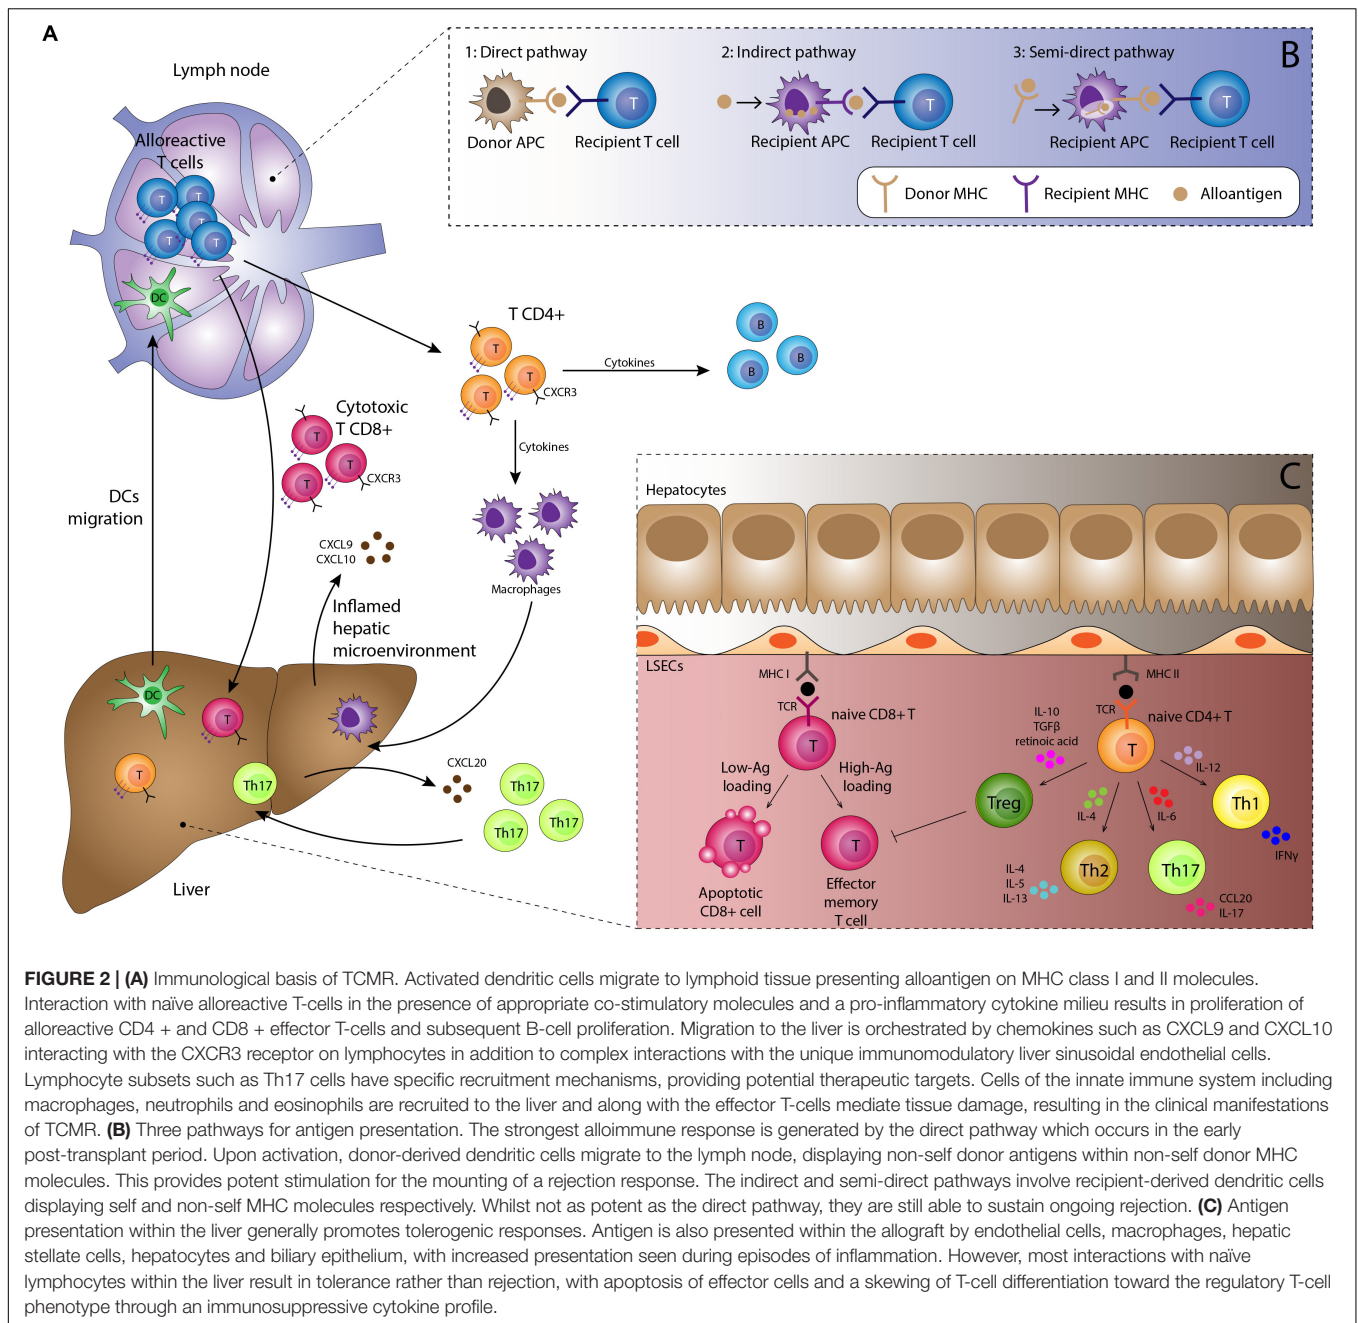 A
Lymph node
Alloreactive
T cells
T
T
T
T
T
DC
DCs
migration
B
1: Direct pathway
T
Donor APC
Recipient T cell
2: Indirect pathway
T
Recipient APC
Recipient T cell
3: Semi-direct pathway
T
Recipient APC
Recipient T cell
Donor MHC
Recipient MHC
Alloantigen
T CD4+
T
T
T
CXCR3
Cytokines
B
B
B
Cytokines
Macrophages
Cytotoxic
T CD8+
T
T
T
CXCR3
CXCL9
CXCL10
Inflamed
hepatic
microenvironment
DC
T
T
Th17
Liver
CXCL20
Th17
Th17
Th17
C
Hepatocytes
LSECs
MHC I
TCR
naive CD8+ T
T
Low-Ag
loading
High-Ag
loading
T
Apoptotic
CD8+ cell
T
Effector
memory
T cell
MHC II
TCR
naive CD4+ T
T
IL-10
TGFβ
retinoic acid
Treg
IL-12
Th1
IFNγ
IL-4
Th2
IL-4
IL-5
IL-13
IL-6
Th17
CCL20
IL-17
FIGURE 2 | (A) Immunological basis of TCMR. Activated dendritic cells migrate to lymphoid tissue presenting alloantigen on MHC class I and II molecules.
Interaction with naïve alloreactive T-cells in the presence of appropriate co-stimulatory molecules and a pro-inflammatory cytokine milieu results in proliferation of
alloreactive CD4 + and CD8 + effector T-cells and subsequent B-cell proliferation. Migration to the liver is orchestrated by chemokines such as CXCL9 and CXCL10
interacting with the CXCR3 receptor on lymphocytes in addition to complex interactions with the unique immunomodulatory liver sinusoidal endothelial cells.
Lymphocyte subsets such as Th17 cells have specific recruitment mechanisms, providing potential therapeutic targets. Cells of the innate immune system including
macrophages, neutrophils and eosinophils are recruited to the liver and along with the effector T-cells mediate tissue damage, resulting in the clinical manifestations
of TCMR. (B) Three pathways for antigen presentation. The strongest alloimmune response is generated by the direct pathway which occurs in the early
post-transplant period. Upon activation, donor-derived dendritic cells migrate to the lymph node, displaying non-self donor antigens within non-self donor MHC
molecules. This provides potent stimulation for the mounting of a rejection response. The indirect and semi-direct pathways involve recipient-derived dendritic cells
displaying self and non-self MHC molecules respectively. Whilst not as potent as the direct pathway, they are still able to sustain ongoing rejection. (C) Antigen
presentation within the liver generally promotes tolerogenic responses. Antigen is also presented within the allograft by endothelial cells, macrophages, hepatic
stellate cells, hepatocytes and biliary epithelium, with increased presentation seen during episodes of inflammation. However, most interactions with naïve
lymphocytes within the liver result in tolerance rather than rejection, with apoptosis of effector cells and a skewing of T-cell differentiation toward the regulatory T-cell
phenotype through an immunosuppressive cytokine profile.